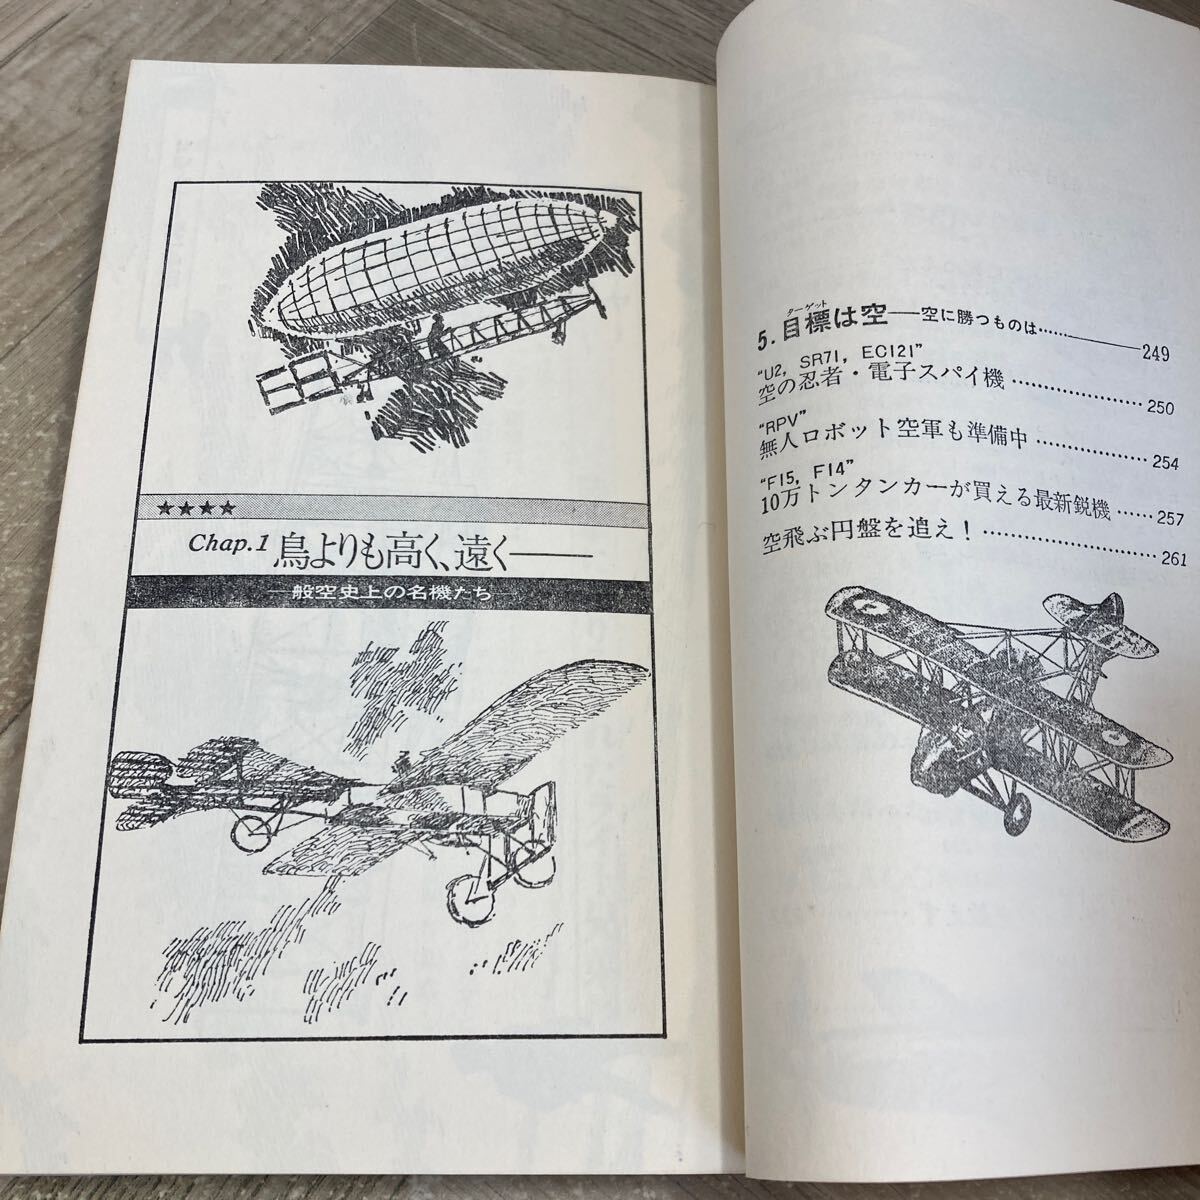 ★★★★
Chap.1 鳥よりも高く、遠く——
—般空史上の名機たち—
ターゲット
5. 目標は空——空に勝つものは……——249
“U2, SR71, EC121”
空の忍者・電子スパイ機…………………250
“RPV”
無人ロボット空軍も準備中………………254
“F15, F14”
10万トンタンカーが買える最新鋭機……257
空飛ぶ円盤を追え！………………………261